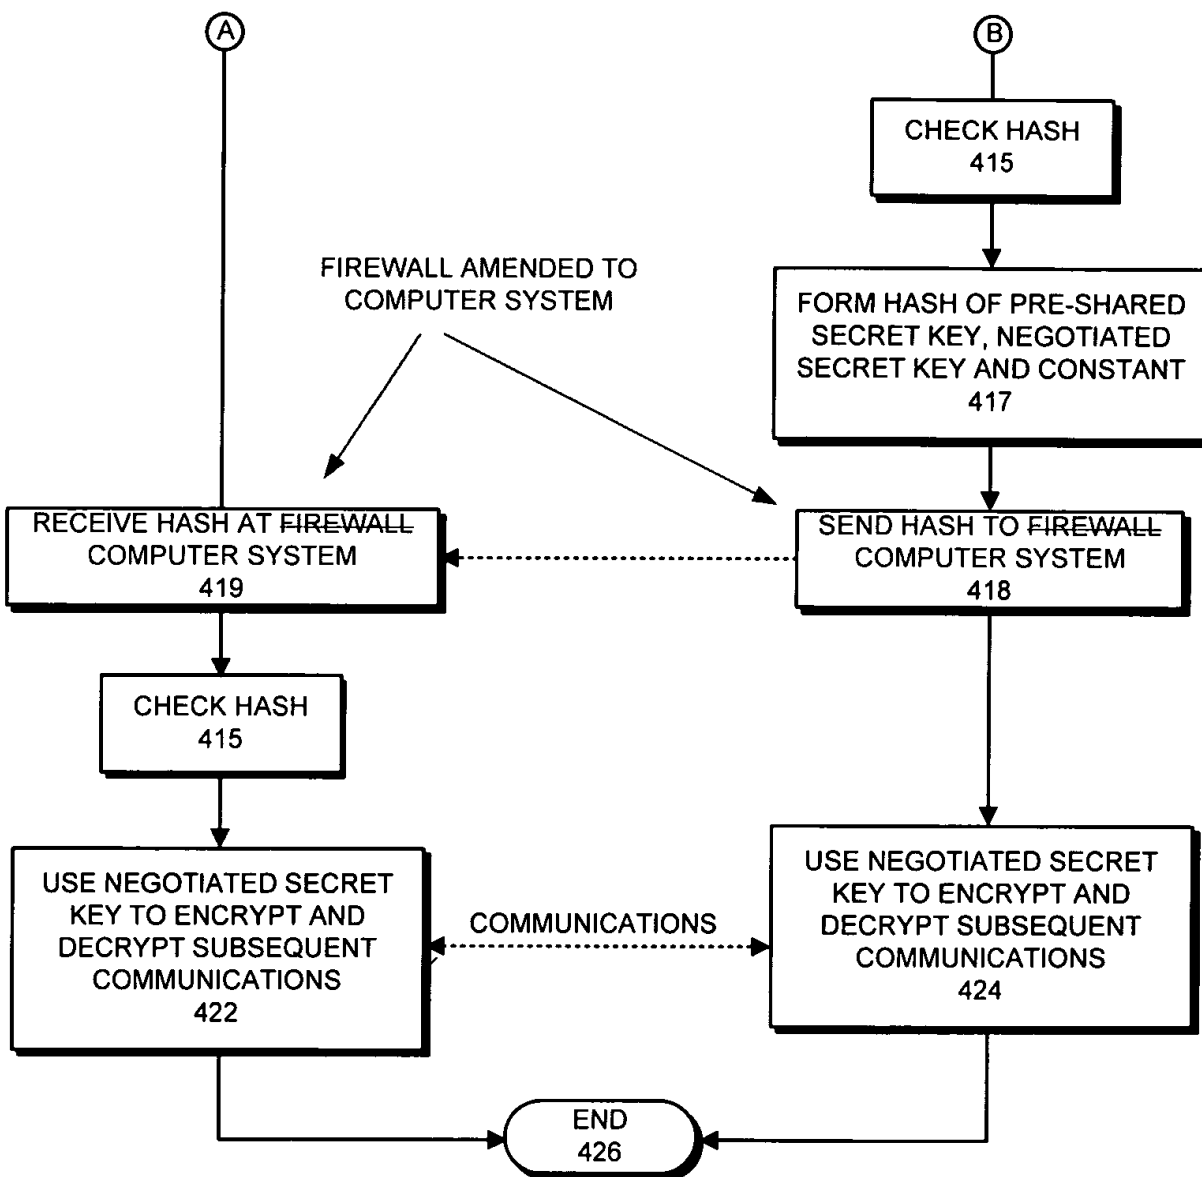 A
B
CHECK HASH
415
FIREWALL AMENDED TO
COMPUTER SYSTEM
FORM HASH OF PRE-SHARED
SECRET KEY, NEGOTIATED
SECRET KEY AND CONSTANT
417
RECEIVE HASH AT FIREWALL
COMPUTER SYSTEM
419
SEND HASH TO FIREWALL
COMPUTER SYSTEM
418
CHECK HASH
415
USE NEGOTIATED SECRET
KEY TO ENCRYPT AND
DECRYPT SUBSEQUENT
COMMUNICATIONS
422
COMMUNICATIONS
USE NEGOTIATED SECRET
KEY TO ENCRYPT AND
DECRYPT SUBSEQUENT
COMMUNICATIONS
424
END
426